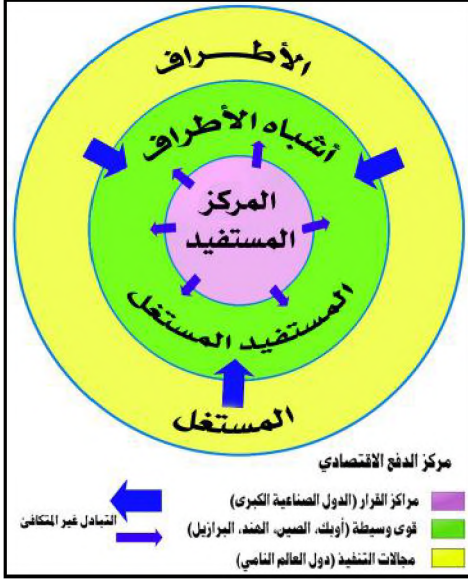 الأطــراف
أشباه الأطراف
المركز
المستفيد
المستفيد المستغل
المستغل
مركز الدفع الاقتصادي
مراكز القرار (الدول الصناعية الكبرى)
قوى وسيطة (أوبك، الصين، الهند، البرازيل)
مجالات التنفيذ (دول العالم النامي)
التبادل غير المتكافئ